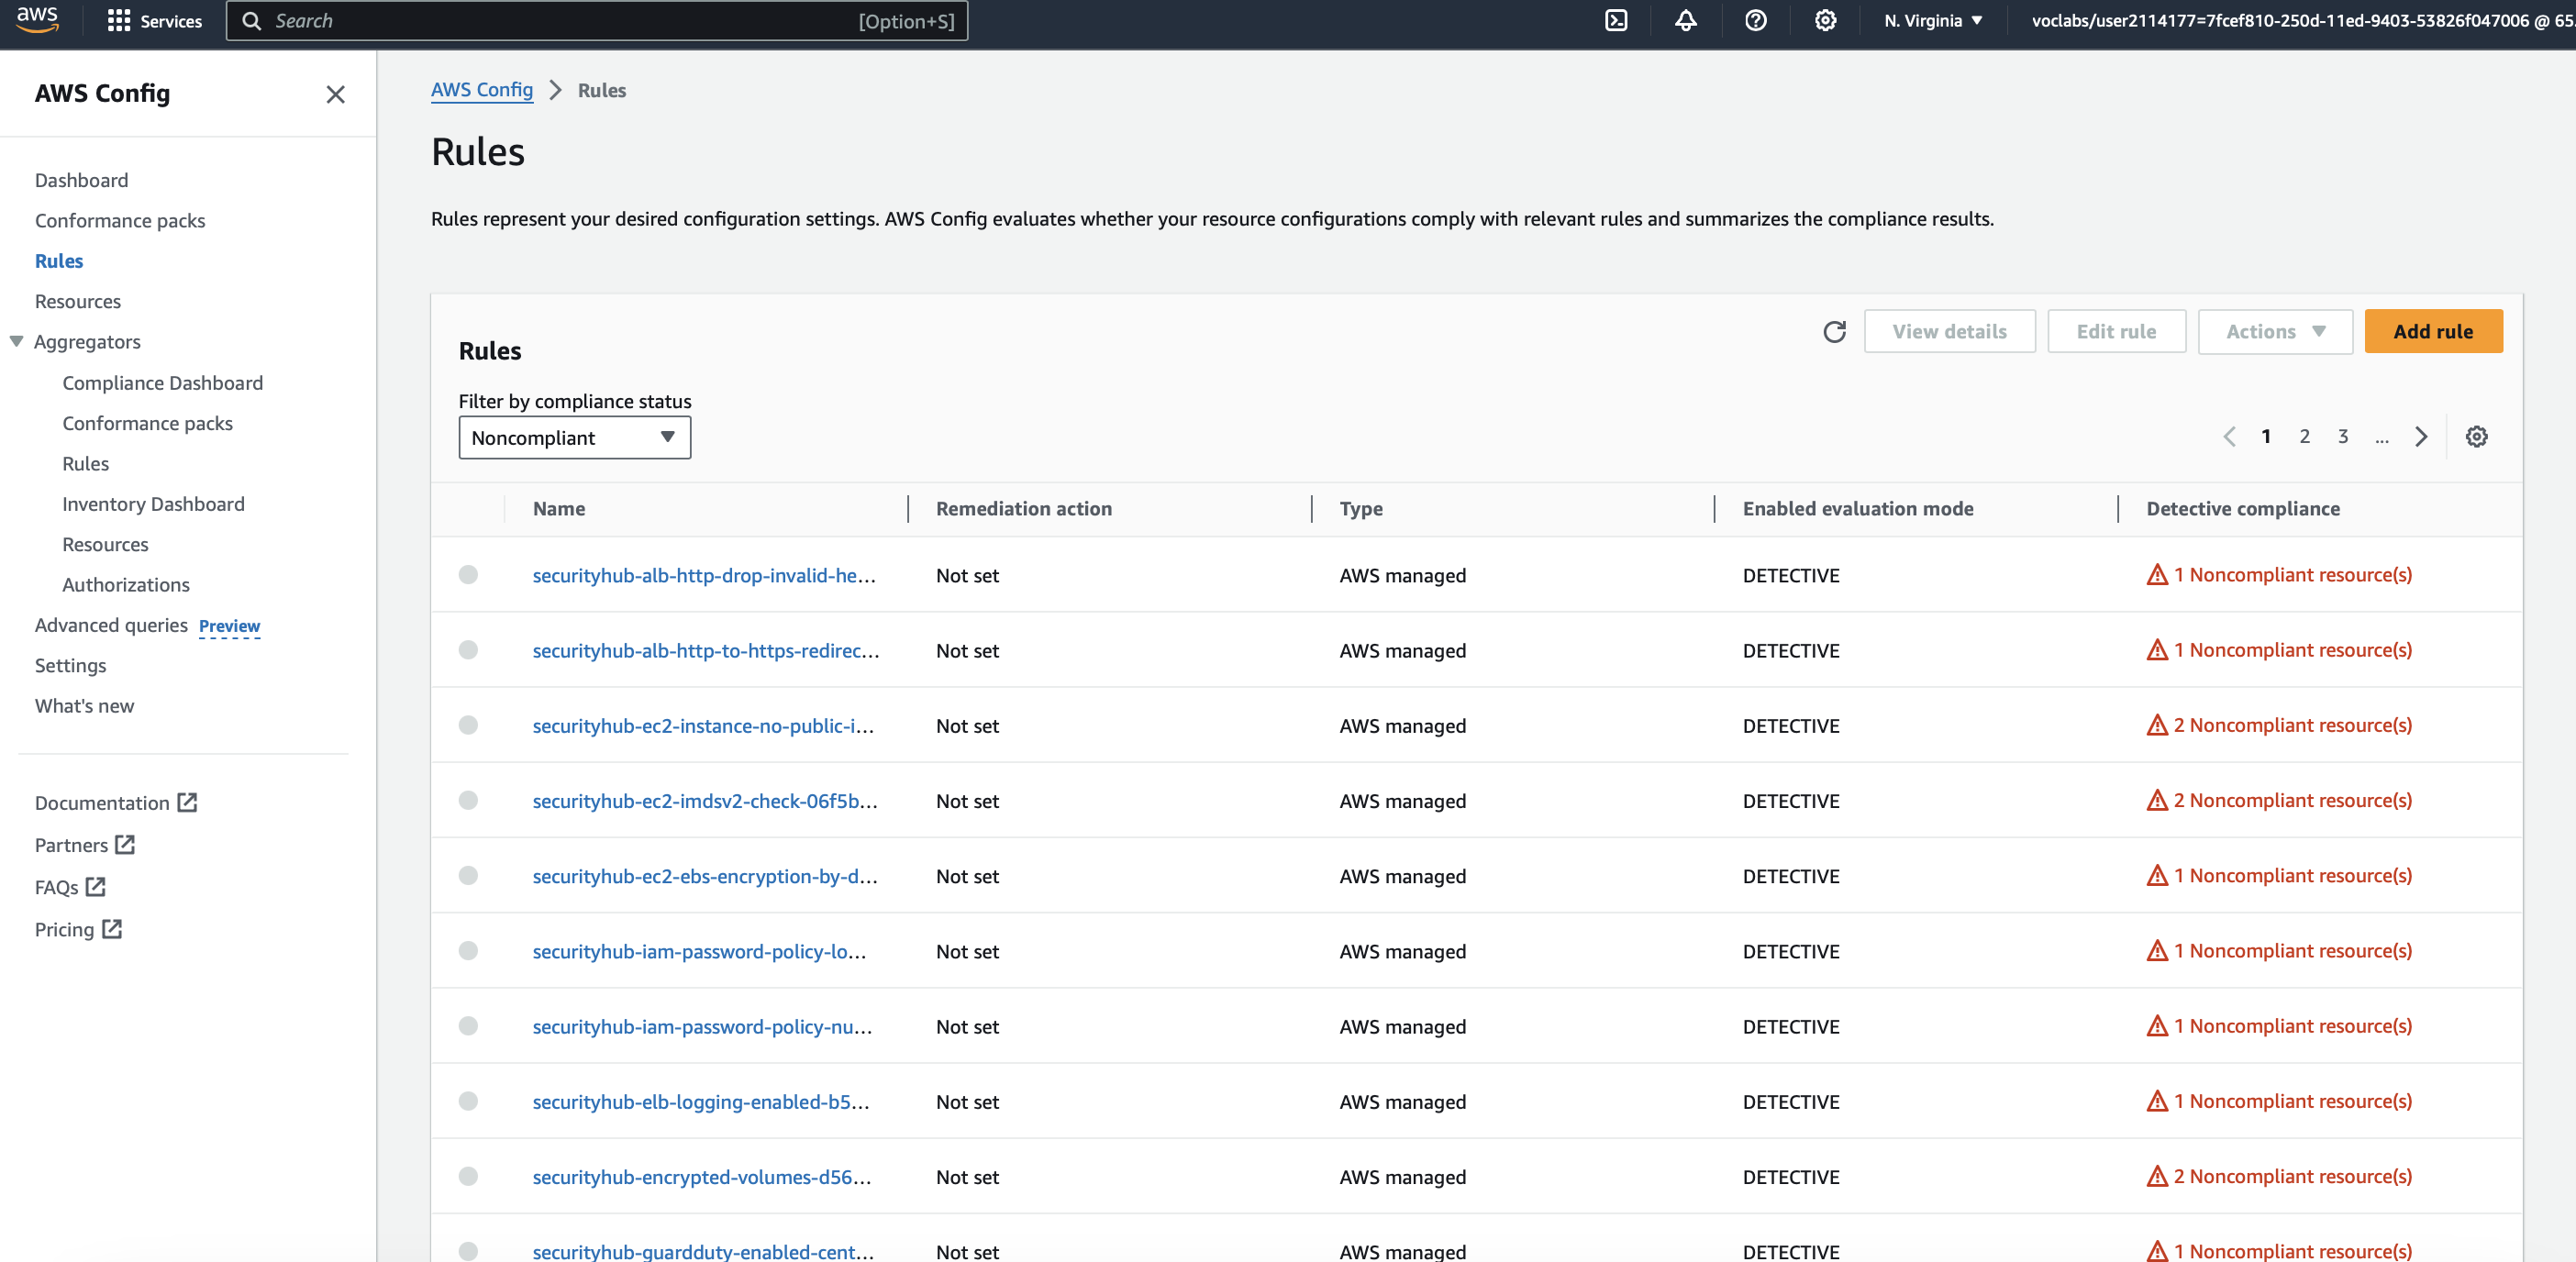 aws
Services
Search
[Option+S]
N. Virginia
voclabs/user2114177=7fcef810-250d-11ed-9403-53826f047006 @ 65
AWS Config
Dashboard
Conformance packs
Rules
Resources
Aggregators
Compliance Dashboard
Conformance packs
Rules
Inventory Dashboard
Resources
Authorizations
Advanced queries Preview
Settings
What's new
Documentation
Partners
FAQs
Pricing
AWS Config > Rules
Rules
Rules represent your desired configuration settings. AWS Config evaluates whether your resource configurations comply with relevant rules and summarizes the compliance results.
Rules
View details
Edit rule
Actions
Add rule
Filter by compliance status
Noncompliant
1 2 3 ...
Name Remediation action Type Enabled evaluation mode Detective compliance
securityhub-alb-http-drop-invalid-he... Not set AWS managed DETECTIVE 1 Noncompliant resource(s)
securityhub-alb-http-to-https-redirec... Not set AWS managed DETECTIVE 1 Noncompliant resource(s)
securityhub-ec2-instance-no-public-i... Not set AWS managed DETECTIVE 2 Noncompliant resource(s)
securityhub-ec2-imdsv2-check-06f5b... Not set AWS managed DETECTIVE 2 Noncompliant resource(s)
securityhub-ec2-ebs-encryption-by-d... Not set AWS managed DETECTIVE 1 Noncompliant resource(s)
securityhub-iam-password-policy-lo... Not set AWS managed DETECTIVE 1 Noncompliant resource(s)
securityhub-iam-password-policy-nu... Not set AWS managed DETECTIVE 1 Noncompliant resource(s)
securityhub-elb-logging-enabled-b5... Not set AWS managed DETECTIVE 1 Noncompliant resource(s)
securityhub-encrypted-volumes-d56... Not set AWS managed DETECTIVE 2 Noncompliant resource(s)
securityhub-guardduty-enabled-cent... Not set AWS managed DETECTIVE 1 Noncompliant resource(s)